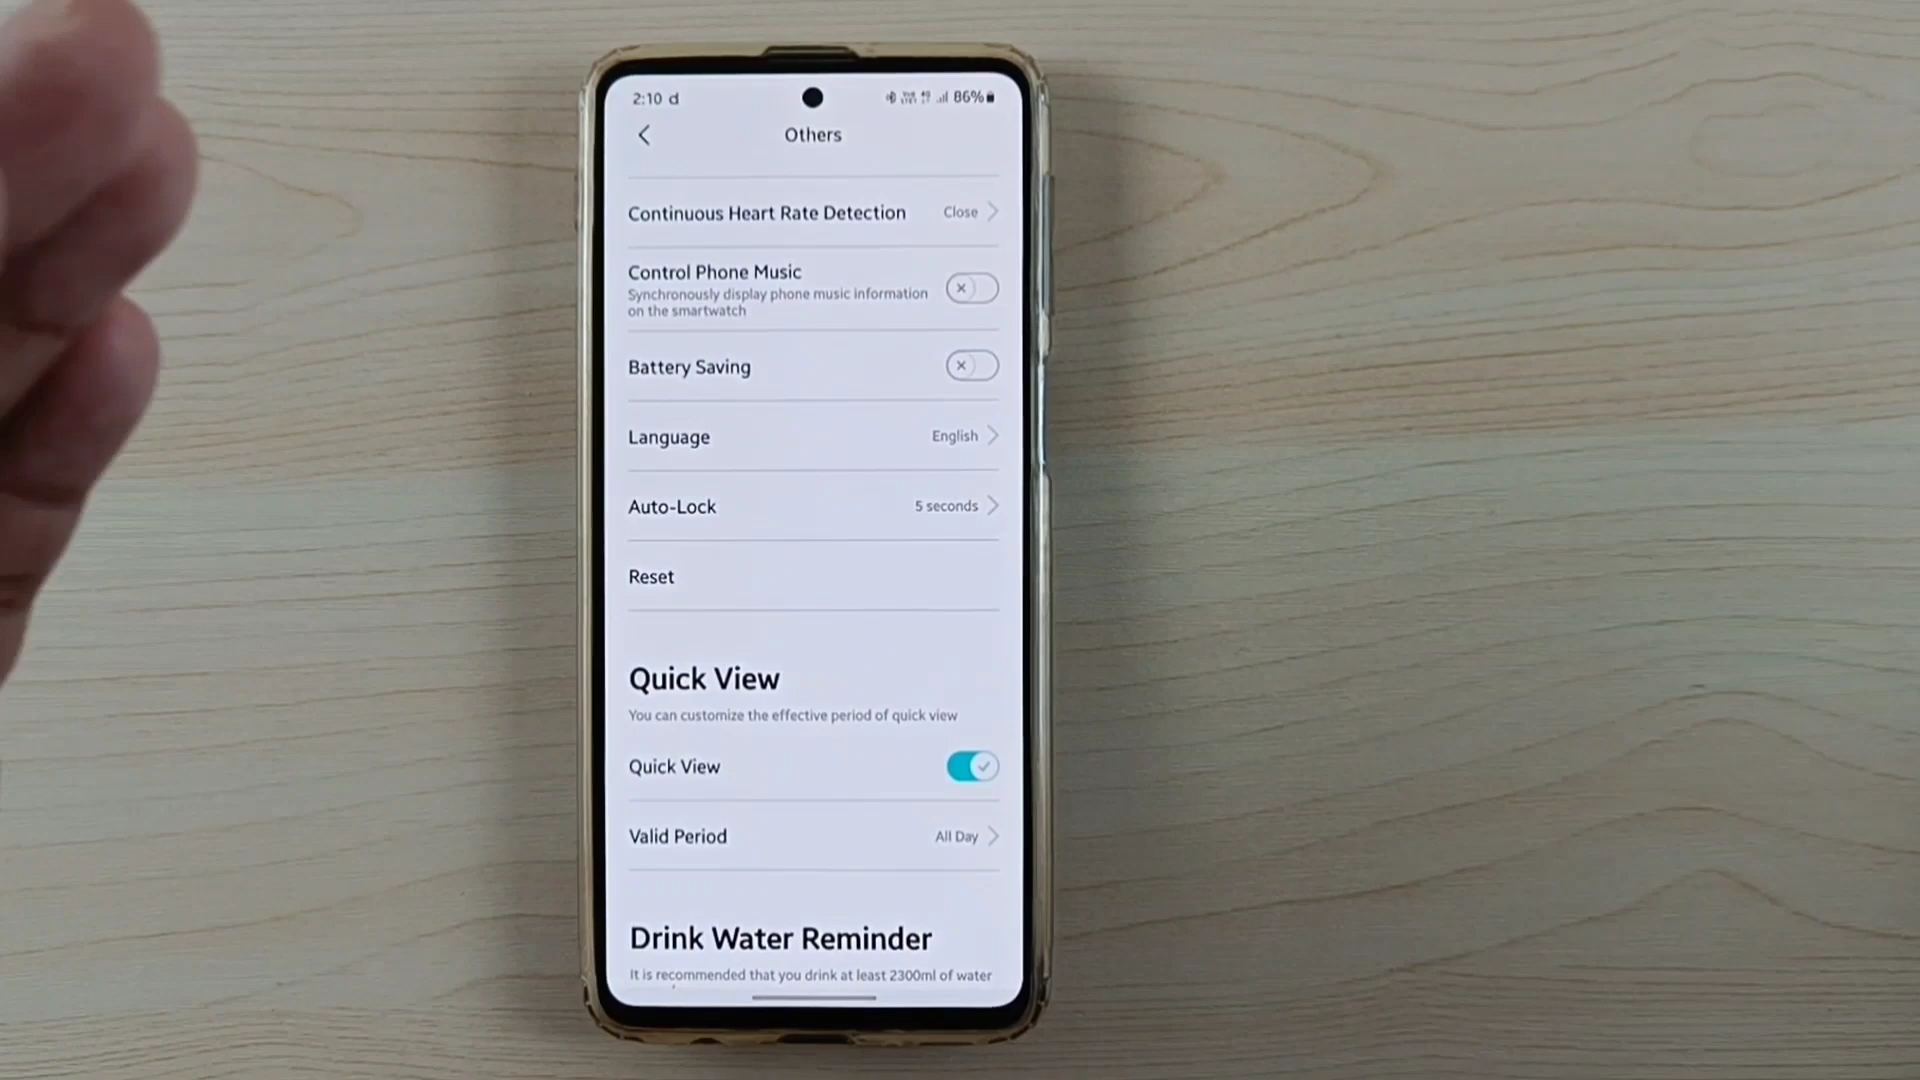 2:10 d
86%
Others
Continuous Heart Rate Detection Close
Control Phone Music
Synchronously display phone music information
on the smartwatch
Battery Saving
Language English
Auto-Lock 5 seconds
Reset
Quick View
You can customize the effective period of quick view
Quick View
Valid Period All Day
Drink Water Reminder
It is recommended that you drink at least 2300ml of water